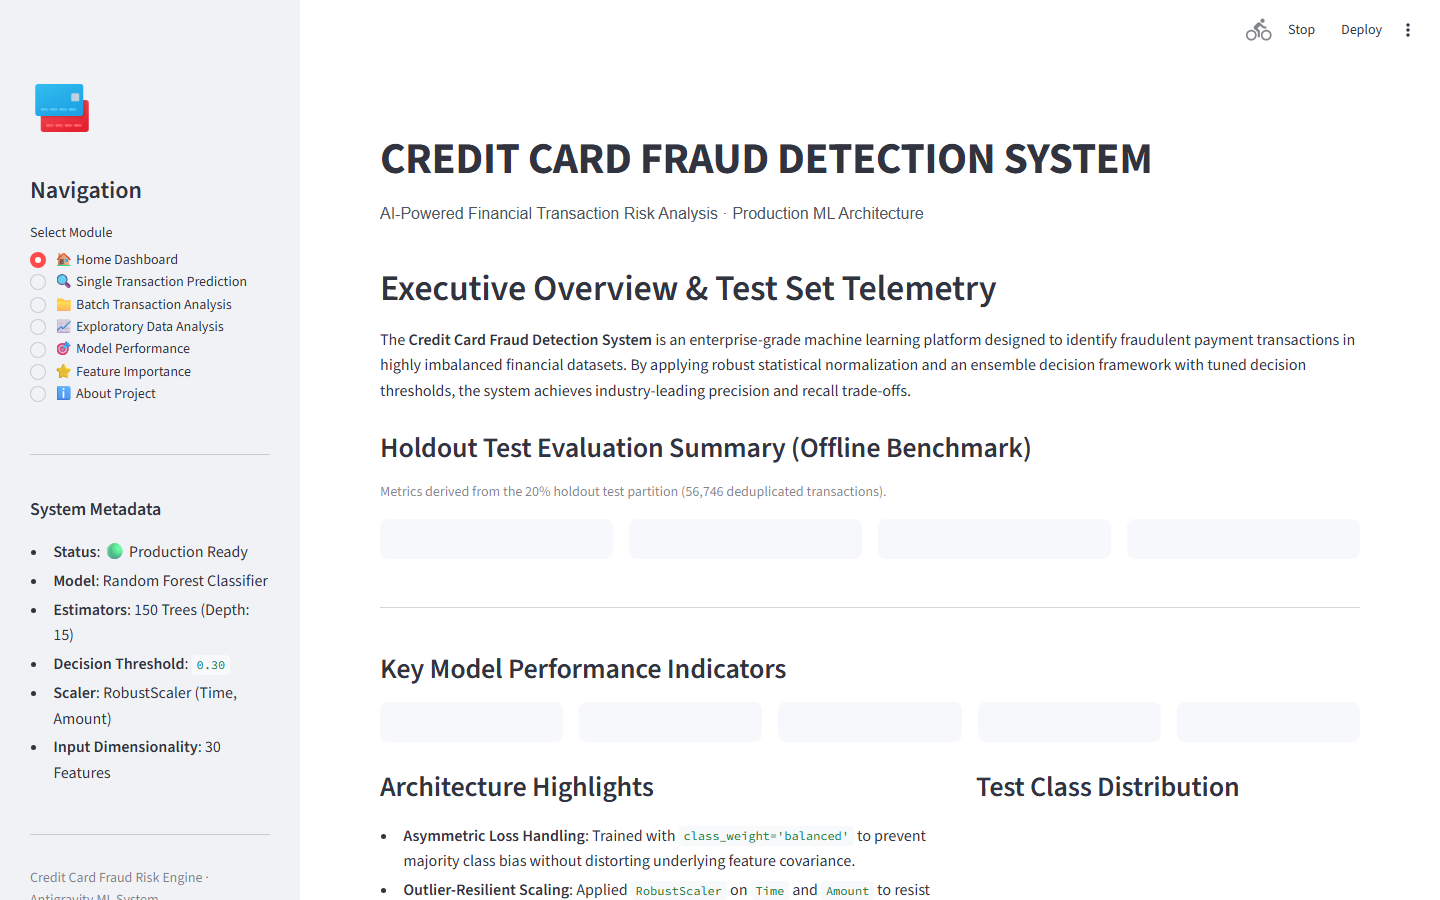 Stop
Deploy
Navigation
Select Module
Home Dashboard
Single Transaction Prediction
Batch Transaction Analysis
Exploratory Data Analysis
Model Performance
Feature Importance
About Project
System Metadata
Status: Production Ready
Model: Random Forest Classifier
Estimators: 150 Trees (Depth:
15)
Decision Threshold: 0.30
Scaler: RobustScaler (Time,
Amount)
Input Dimensionality: 30
Features
Credit Card Fraud Risk Engine ·
Antigravity ML System
CREDIT CARD FRAUD DETECTION SYSTEM
AI-Powered Financial Transaction Risk Analysis · Production ML Architecture
Executive Overview & Test Set Telemetry
The Credit Card Fraud Detection System is an enterprise-grade machine learning platform designed to identify fraudulent payment transactions in
highly imbalanced financial datasets. By applying robust statistical normalization and an ensemble decision framework with tuned decision
thresholds, the system achieves industry-leading precision and recall trade-offs.
Holdout Test Evaluation Summary (Offline Benchmark)
Metrics derived from the 20% holdout test partition (56,746 deduplicated transactions).
Key Model Performance Indicators
Architecture Highlights
Asymmetric Loss Handling: Trained with class_weight='balanced' to prevent
majority class bias without distorting underlying feature covariance.
Outlier-Resilient Scaling: Applied RobustScaler on Time and Amount to resist
Test Class Distribution